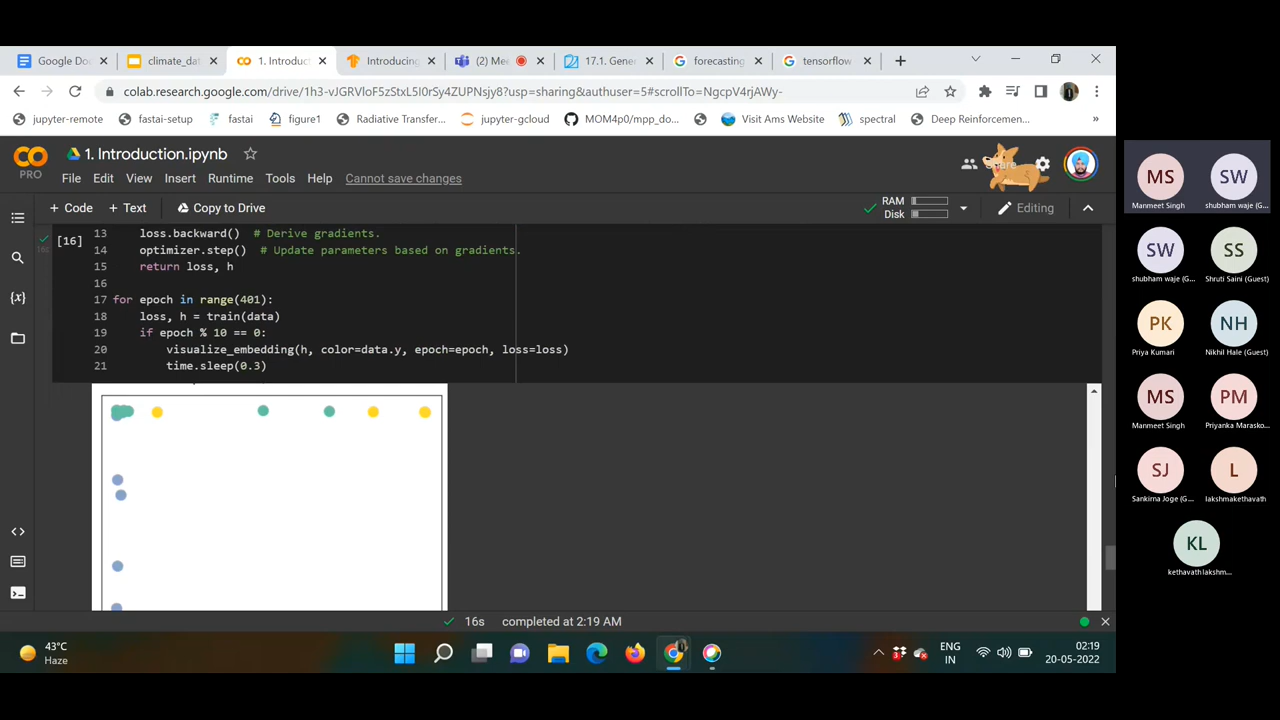 Google Do
climate_dat
1. Introduct
Introducing
(2) Mee
17.1. Gene
forecasting
tensorflow
colab.research.google.com/drive/1h3-vJGRVloF5zStxL5I0rSy4ZUPNsjy8?usp=sharing&authuser=5#scrollTo=NgcpV4rjAWy-
jupyter-remote
fastai-setup
fastai
figure1
Radiative Transfer...
jupyter-gcloud
MOM4p0/mpp_do...
Visit Ams Website
spectral
Deep Reinforcemen...
»
CO
PRO
1. Introduction.ipynb
File Edit View Insert Runtime Tools Help Cannot save changes
Share
+ Code + Text Copy to Drive
RAM
Disk
Editing
[16]
16s
13 loss.backward() # Derive gradients.
14 optimizer.step() # Update parameters based on gradients.
15 return loss, h
16
17 for epoch in range(401):
18 loss, h = train(data)
19 if epoch % 10 == 0:
20 visualize_embedding(h, color=data.y, epoch=epoch, loss=loss)
21 time.sleep(0.3)
16s completed at 2:19 AM
43°C
Haze
ENG
IN
02:19
20-05-2022
MS
Manmeet Singh
SW
shubham waje (G...
SW
shubham waje (G...
SS
Shruti Saini (Guest)
PK
Priya Kumari
NH
Nikhil Hale (Guest)
MS
Manmeet Singh
PM
Priyanka Marasko...
SJ
Sankirna Joge (G...
L
lakshmakethavath
KL
kethavath lakshm...